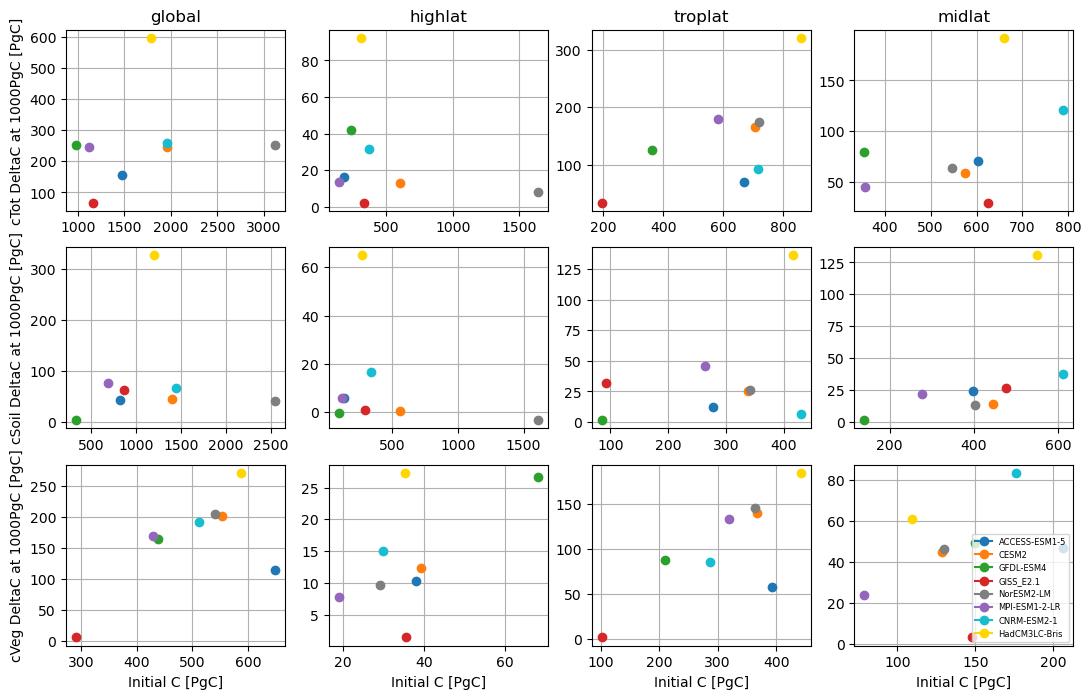 global
highlat
troplat
midlat
cTot DeltaC at 1000PgC [PgC]
600
500
400
300
200
100
1000 1500 2000 2500 3000
80
60
40
20
0
500 1000 1500
300
200
100
200 400 600 800
150
100
50
400 500 600 700 800
cSoil DeltaC at 1000PgC [PgC]
300
200
100
0
500 1000 1500 2000 2500
60
40
20
0
500 1000 1500
125
100
75
50
25
0
100 200 300 400
125
100
75
50
25
0
200 400 600
cVeg DeltaC at 1000PgC [PgC]
250
200
150
100
50
0
300 400 500 600
Initial C [PgC]
25
20
15
10
5
20 40 60
Initial C [PgC]
150
100
50
0
100 200 300 400
Initial C [PgC]
80
60
40
20
0
ACCESS-ESM1-5
CESM2
GFDL-ESM4
GISS_E2.1
NorESM2-LM
MPI-ESM1-2-LR
CNRM-ESM2-1
HadCM3LC-Bris
100 150 200
Initial C [PgC]